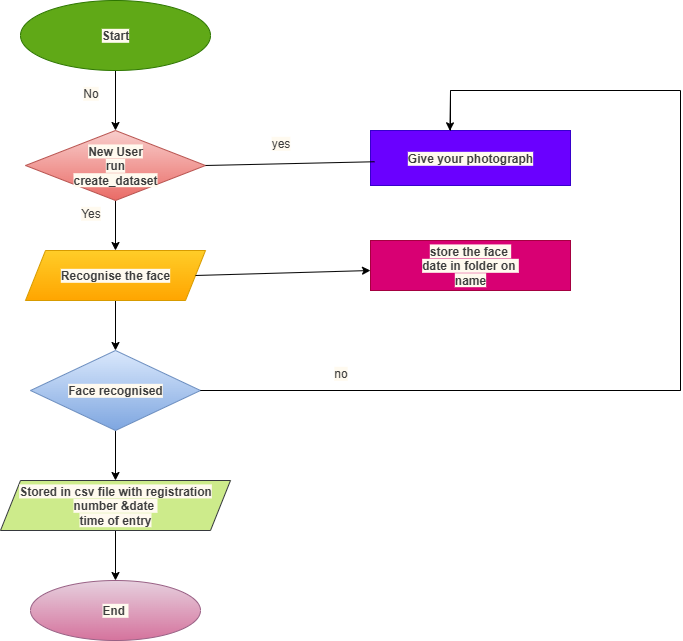 Start
No
New User
run
create_dataset
yes
Give your photograph
Yes
Recognise the face
store the face
date in folder on
name
no
Face recognised
Stored in csv file with registration
number &date
time of entry
End